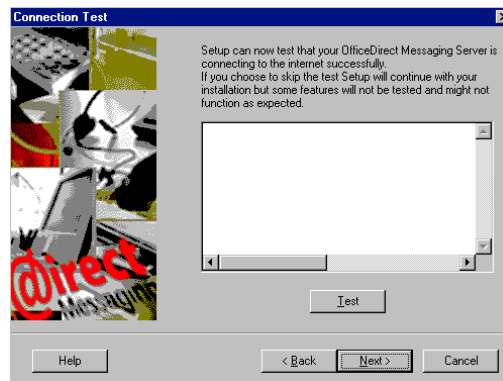 Connection Test
Setup can now test that your OfficeDirect Messaging Server is
connecting to the internet successfully.
If you choose to skip the test Setup will continue with your
installation but some features will not be tested and might not
function as expected.
@irect
Messaging
Test
Help
< Back
Next >
Cancel